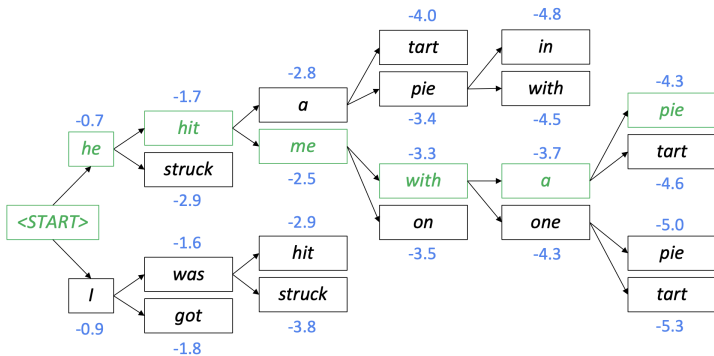 -4.0
-4.8
tart
in
-2.8
-4.3
-1.7
a
pie
with
pie
-0.7
hit
-3.4
-4.5
he
me
-3.3
-3.7
tart
struck
-2.5
with
a
-4.6
-2.9
<START>
-2.9
on
one
-5.0
-1.6
hit
-3.5
-4.3
pie
was
I
struck
tart
got
-0.9
-3.8
-5.3
-1.8